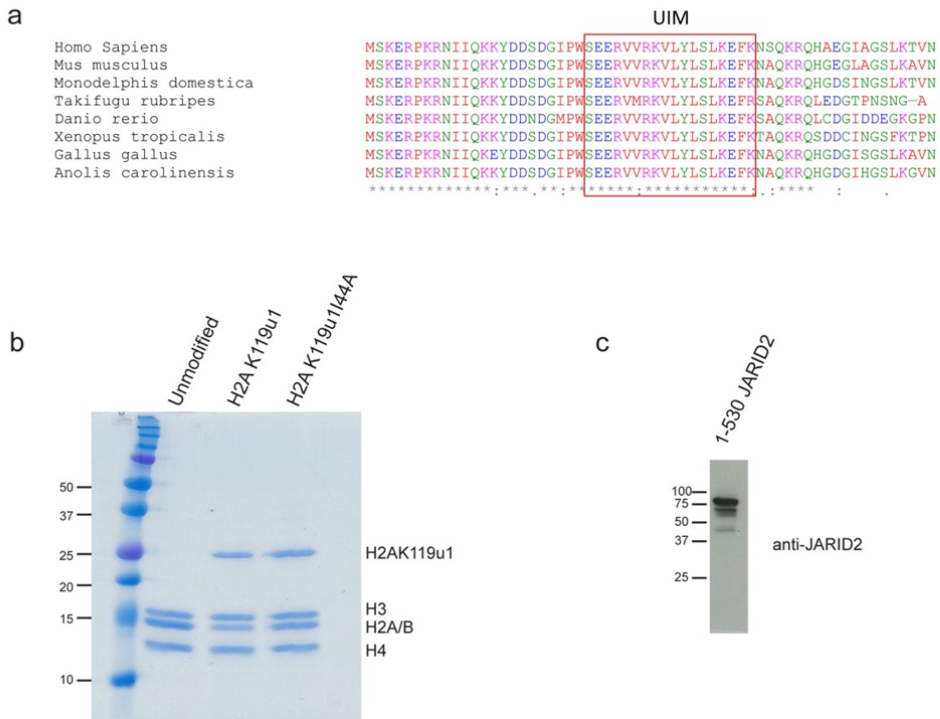 a
UIM
Homo Sapiens MSKERPKRNIIQKKYDDSDGIPWSEERVVRKVLYLSLKEFKNSQKRQHAEGIAGSLKTVN
Mus musculus MSKERPKRNIIQKKYDDSDGIPWSEERVVRKVLYLSLKEFKNAQKRQHGEGLAGSLKAVN
Monodelphis domestica MSKERPKRNIIQKKYDDSDGIPWSEERVVRKVLYLSLKEFKNAQKRQHGDSINGSLKTVN
Takifugu rubripes MSKERPKRNIIQKKYDDSDGIPWSEERVMRKVLYLSLKEFRSAQKRQLEDGTPNSNG—A
Danio rerio MSKERPKRNIIQKKYDDNDGMPWSEERVVRKVLYLSLKEFKSAQKRQLDCDGIDDEGKGPN
Xenopus tropicalis MSKERPKRNIIQKKYDDSDGIPWSEERVVRKVLYLSLKEFKTAQKRQSDDCINGSFKTPN
Gallus gallus MSKERPKRNIIQKEYDDSDGIPWSEERVVRKVLYLSLKEFKNAQKRQHGDGISGSLKAVN
Anolis carolinensis MSKERPKRNIIQKKYDDSDGIPWSEERVVRKVLYLSLKEFKNAQKRQHGDGIHGSLKGVN
*************:***.**:*******:***********:.:***** : .
b
Unmodified
H2A K119u1
H2A K119u1I44A
50
37
25
20
15
10
H2AK119u1
H3
H2A/B
H4
c
1-530 JARID2
100
75
50
37
25
anti-JARID2